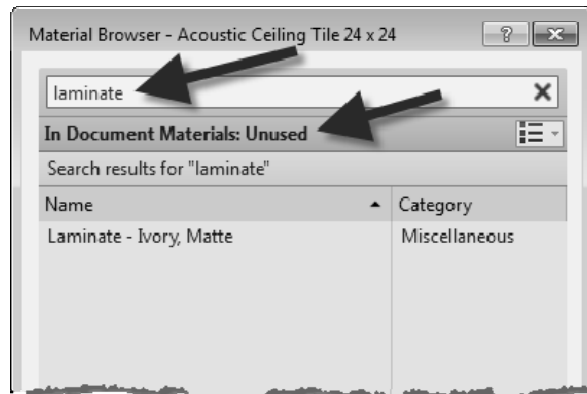 Material Browser - Acoustic Ceiling Tile 24 x 24
laminate
In Document Materials: Unused
Search results for "laminate"
Name Category
Laminate - Ivory, Matte Miscellaneous